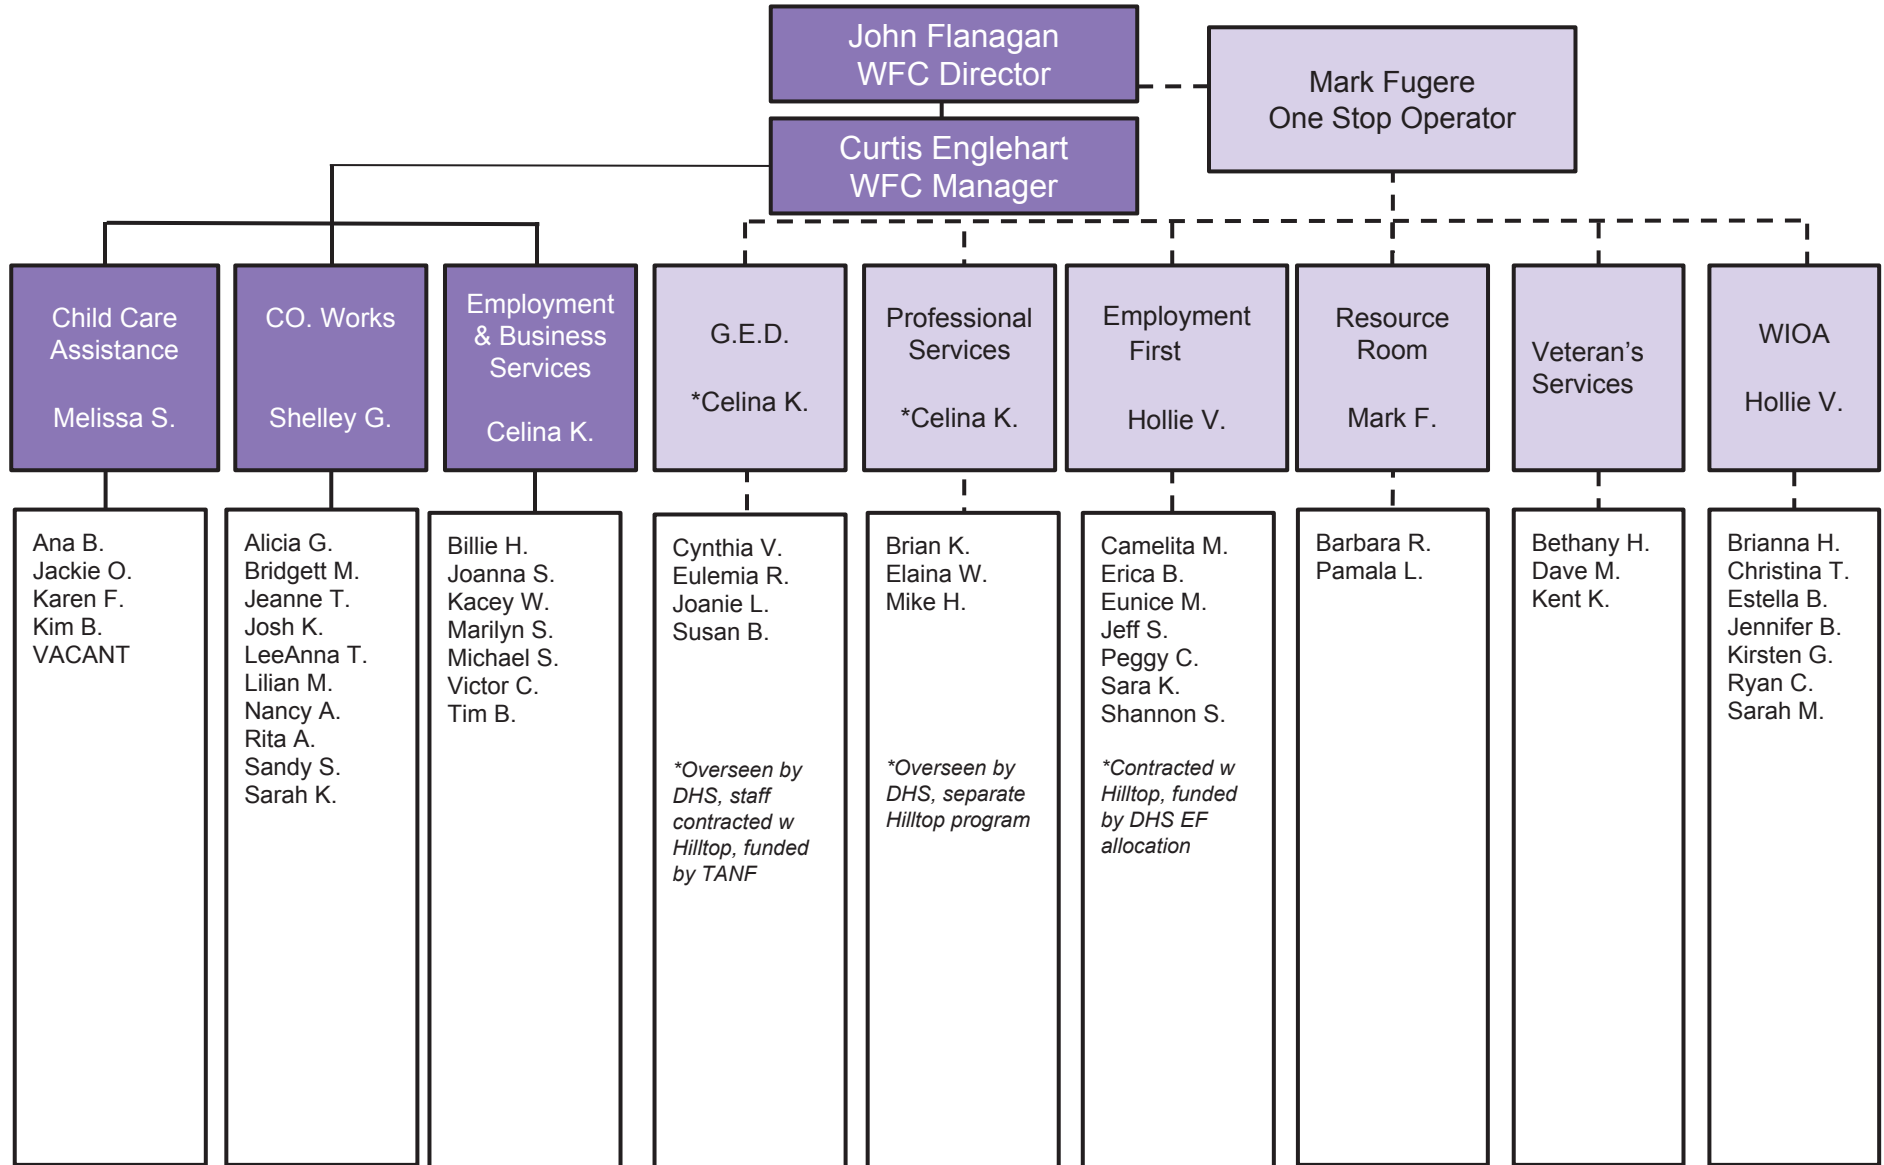 John Flanagan
WFC Director
Mark Fugere
One Stop Operator
Curtis Englehart
WFC Manager
Child Care
Assistance
Melissa S.
CO. Works
Shelley G.
Employment
& Business
Services
Celina K.
G.E.D.
*Celina K.
Professional
Services
*Celina K.
Employment
First
Hollie V.
Resource
Room
Mark F.
Veteran’s
Services
WIOA
Hollie V.
Ana B.
Jackie O.
Karen F.
Kim B.
VACANT
Alicia G.
Bridgett M.
Jeanne T.
Josh K.
LeeAnna T.
Lilian M.
Nancy A.
Rita A.
Sandy S.
Sarah K.
Billie H.
Joanna S.
Kacey W.
Marilyn S.
Michael S.
Victor C.
Tim B.
Cynthia V.
Eulemia R.
Joanie L.
Susan B.
*Overseen by
DHS, staff
contracted w
Hilltop, funded
by TANF
Brian K.
Elaina W.
Mike H.
*Overseen by
DHS, separate
Hilltop program
Camelita M.
Erica B.
Eunice M.
Jeff S.
Peggy C.
Sara K.
Shannon S.
*Contracted w
Hilltop, funded
by DHS EF
allocation
Barbara R.
Pamala L.
Bethany H.
Dave M.
Kent K.
Brianna H.
Christina T.
Estella B.
Jennifer B.
Kirsten G.
Ryan C.
Sarah M.